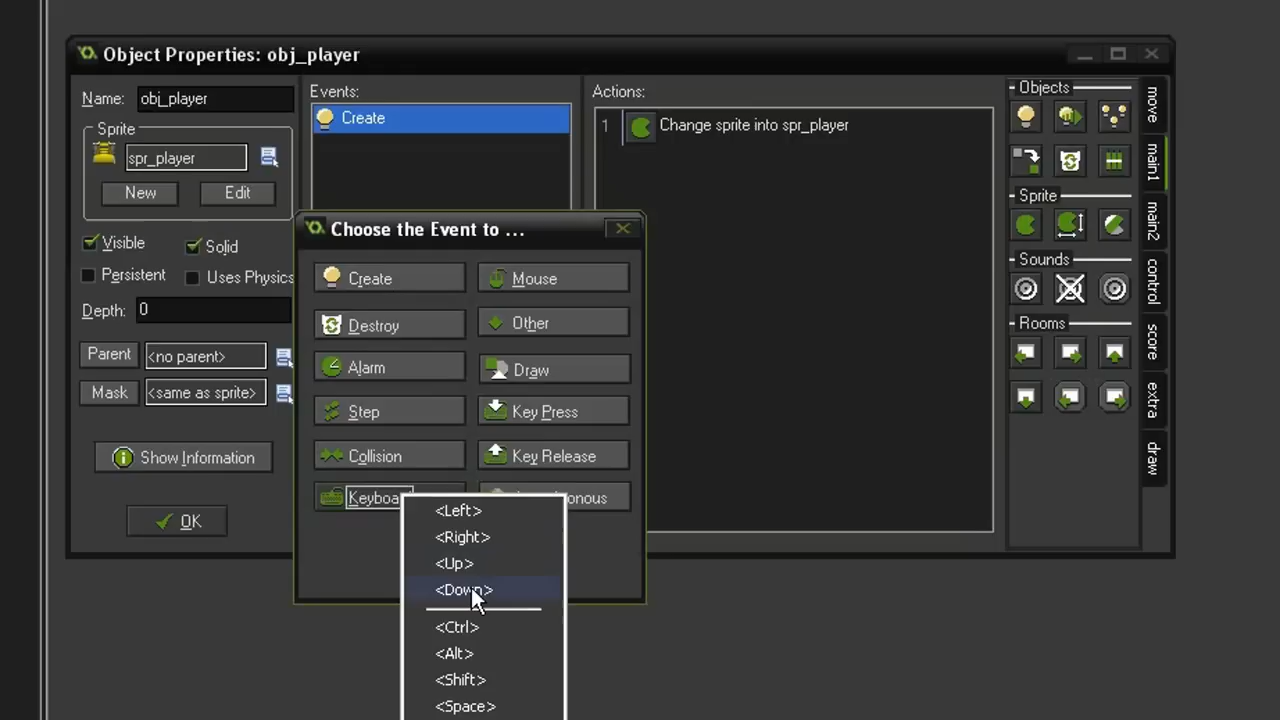 Object Properties: obj_player
Name: obj_player
Sprite
spr_player
New Edit
Visible Solid
Persistent Uses Physics
Depth: 0
Parent <no parent>
Mask <same as sprite>
Show Information
OK
Events:
Create
Actions:
1 Change sprite into spr_player
Choose the Event to ...
Create Mouse
Destroy Other
Alarm Draw
Step Key Press
Collision Key Release
<Left>
<Right>
<Up>
<Down>
<Ctrl>
<Alt>
<Shift>
<Space>
Objects
Sprite
Sounds
Rooms
move
main1
main2
control
score
extra
draw